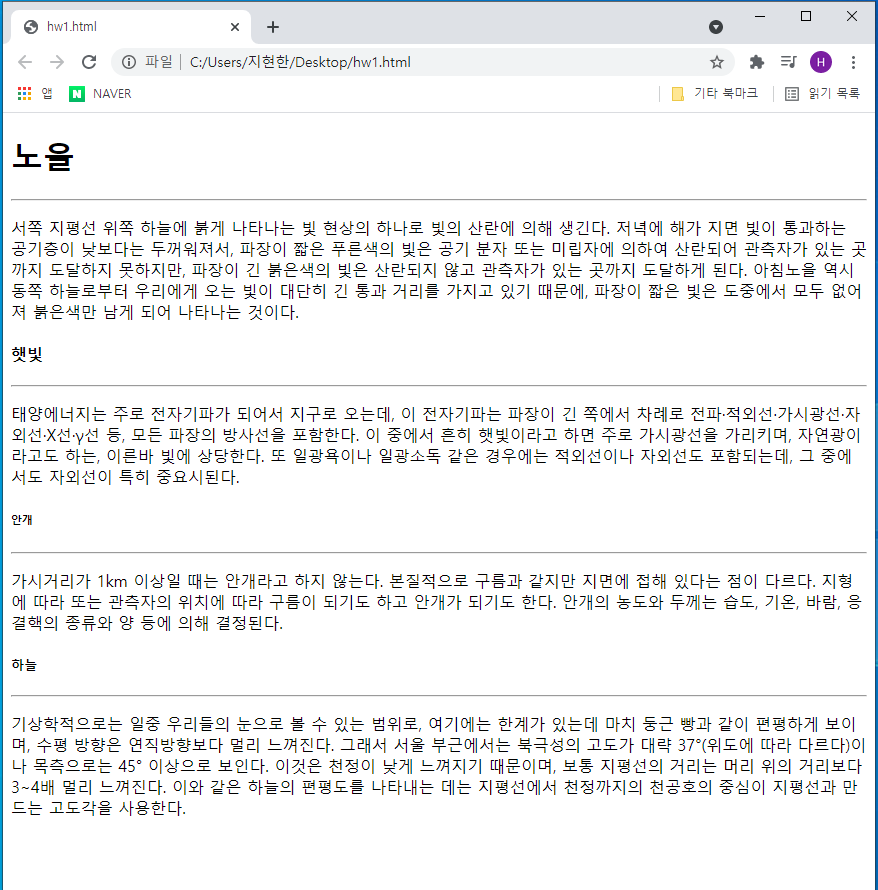 hw1.html
파일 C:/Users/지현한/Desktop/hw1.html
H
앱 NAVER 기타 북마크 읽기 목록
노을
서쪽 지평선 위쪽 하늘에 붉게 나타나는 빛 현상의 하나로 빛의 산란에 의해 생긴다. 저녁에 해가 지면 빛이 통과하는
공기층이 낮보다는 두꺼워져서, 파장이 짧은 푸른색의 빛은 공기 분자 또는 미립자에 의하여 산란되어 관측자가 있는 곳
까지 도달하지 못하지만, 파장이 긴 붉은색의 빛은 산란되지 않고 관측자가 있는 곳까지 도달하게 된다. 아침노을 역시
동쪽 하늘로부터 우리에게 오는 빛이 대단히 긴 통과 거리를 가지고 있기 때문에, 파장이 짧은 빛은 도중에서 모두 없어
져 붉은색만 남게 되어 나타나는 것이다.
햇빛
태양에너지는 주로 전자기파가 되어서 지구로 오는데, 이 전자기파는 파장이 긴 쪽에서 차례로 전파·적외선·가시광선·자
외선·X선·γ선 등, 모든 파장의 방사선을 포함한다. 이 중에서 흔히 햇빛이라고 하면 주로 가시광선을 가리키며, 자연광이
라고도 하는, 이른바 빛에 상당한다. 또 일광욕이나 일광소독 같은 경우에는 적외선이나 자외선도 포함되는데, 그 중에
서도 자외선이 특히 중요시된다.
안개
가시거리가 1km 이상일 때는 안개라고 하지 않는다. 본질적으로 구름과 같지만 지면에 접해 있다는 점이 다르다. 지형
에 따라 또는 관측자의 위치에 따라 구름이 되기도 하고 안개가 되기도 한다. 안개의 농도와 두께는 습도, 기온, 바람, 응
결핵의 종류와 양 등에 의해 결정된다.
하늘
기상학적으로는 일중 우리들의 눈으로 볼 수 있는 범위로, 여기에는 한계가 있는데 마치 둥근 빵과 같이 편평하게 보이
며, 수평 방향은 연직방향보다 멀리 느껴진다. 그래서 서울 부근에서는 북극성의 고도가 대략 37°(위도에 따라 다르다)이
나 목측으로는 45° 이상으로 보인다. 이것은 천정이 낮게 느껴지기 때문이며, 보통 지평선의 거리는 머리 위의 거리보다
3~4배 멀리 느껴진다. 이와 같은 하늘의 편평도를 나타내는 데는 지평선에서 천정까지의 천공호의 중심이 지평선과 만
드는 고도각을 사용한다.